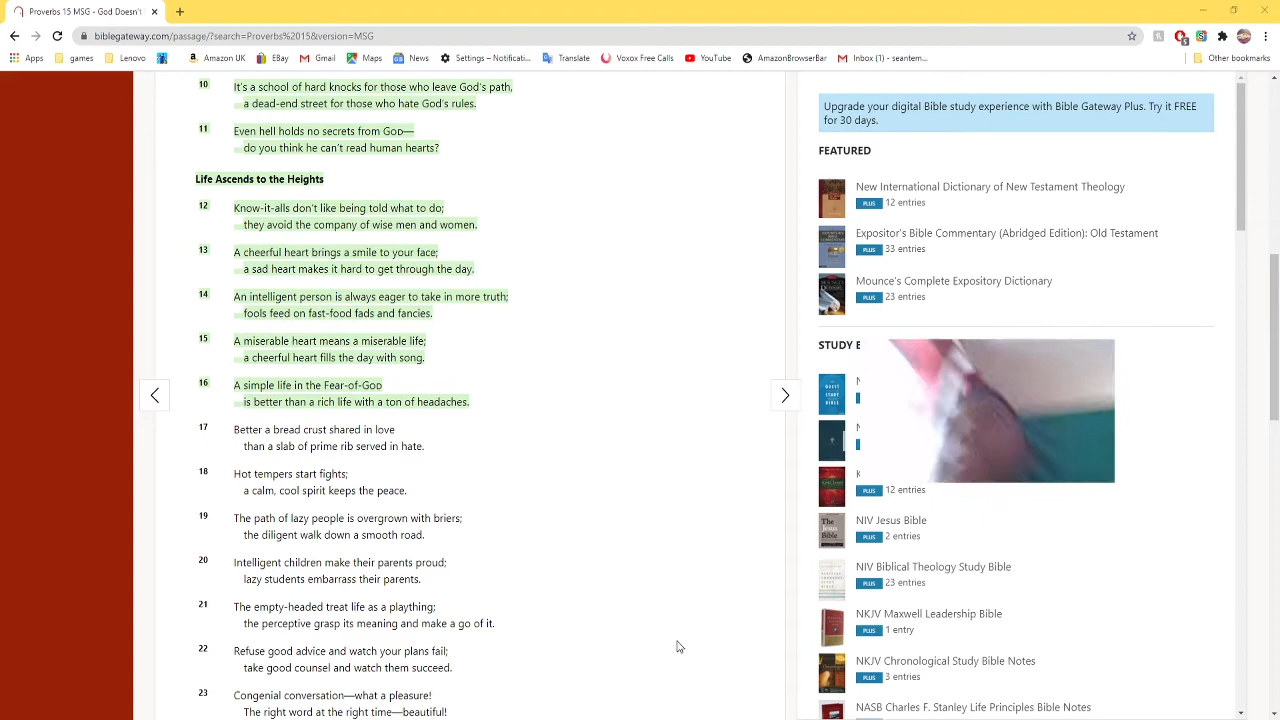 Proverbs 15 MSG - God Doesn't
biblegateway.com/passage/?search=Proverbs%2015&version=MSG
5
Apps games Lenovo Amazon UK EBay Gmail Maps News Settings – Notificati... Translate Voxox Free Calls YouTube AmazonBrowserBar Inbox (1) - seantem... Other bookmarks
10 It's a school of hard knocks for those who leave God's path,
a dead-end street for those who hate God's rules.
11 Even hell holds no secrets from God—
do you think he can't read human hearts?
Life Ascends to the Heights
12 Know-it-alls don't like being told what to do;
they avoid the company of wise men and women.
13 A cheerful heart brings a smile to your face;
a sad heart makes it hard to get through the day.
14 An intelligent person is always eager to take in more truth;
fools feed on fast-food fads and fancies.
15 A miserable heart means a miserable life;
a cheerful heart fills the day with song.
16 A simple life in the Fear-of-God
is better than a rich life with a ton of headaches.
17 Better a bread crust shared in love
than a slab of prime rib served in hate.
18 Hot tempers start fights;
a calm, cool spirit keeps the peace.
19 The path of lazy people is overgrown with briers;
the diligent walk down a smooth road.
20 Intelligent children make their parents proud;
lazy students embarrass their parents.
21 The empty-headed treat life as a plaything;
the perceptive grasp its meaning and make a go of it.
22 Refuse good advice and watch your plans fail;
take good counsel and watch them succeed.
23 Congenial conversation—what a pleasure!
The right word at the right time—beautiful!
Upgrade your digital Bible study experience with Bible Gateway Plus. Try it FREE
for 30 days.
FEATURED
New International Dictionary of New Testament Theology
PLUS 12 entries
Expositor's Bible Commentary (Abridged Edition): Old Testament
PLUS 33 entries
Mounce's Complete Expository Dictionary
PLUS 23 entries
STUDY B
PLUS 12 entries
The Jesus Bible
NIV Jesus Bible
PLUS 2 entries
NIV Biblical Theology Study Bible
PLUS 23 entries
NKJV Maxwell Leadership Bible
PLUS 1 entry
NKJV Chronological Study Bible Notes
PLUS 3 entries
NASB Charles F. Stanley Life Principles Bible Notes